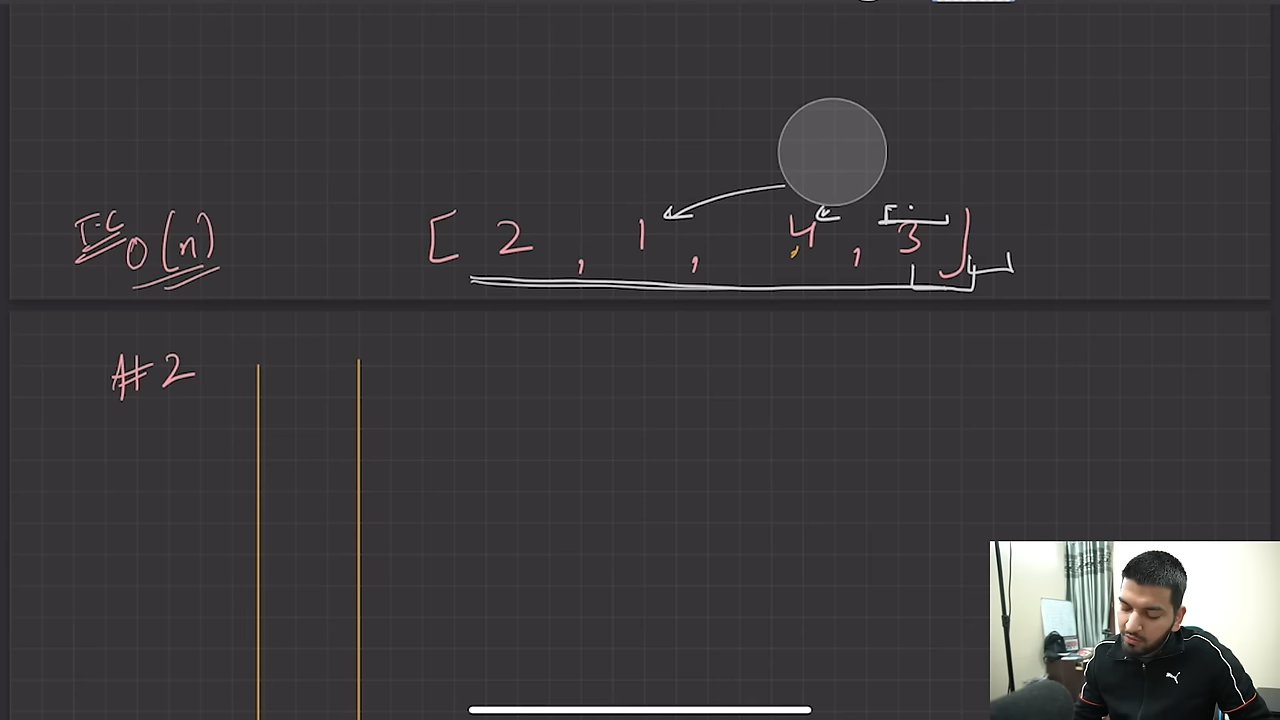 T.C O(n)
[ 2 , 1 , 4 , 3 ]
#2